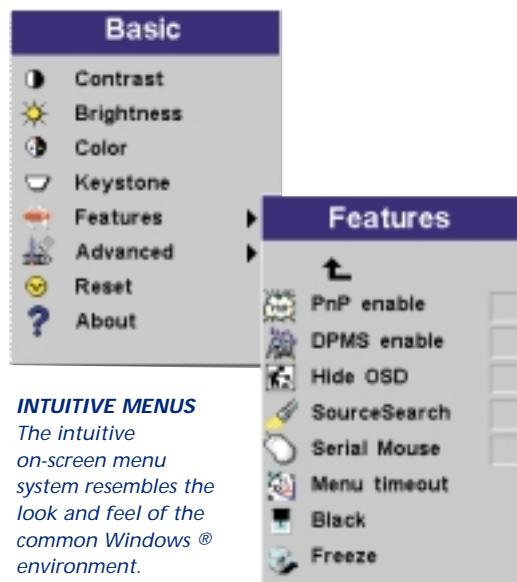 Basic
Contrast
Brightness
Color
Keystone
Features
Advanced
Reset
About
Features
PnP enable
DPMS enable
Hide OSD
SourceSearch
Serial Mouse
Menu timeout
Black
Freeze
INTUITIVE MENUS
The intuitive
on-screen menu
system resembles the
look and feel of the
common Windows ®
environment.